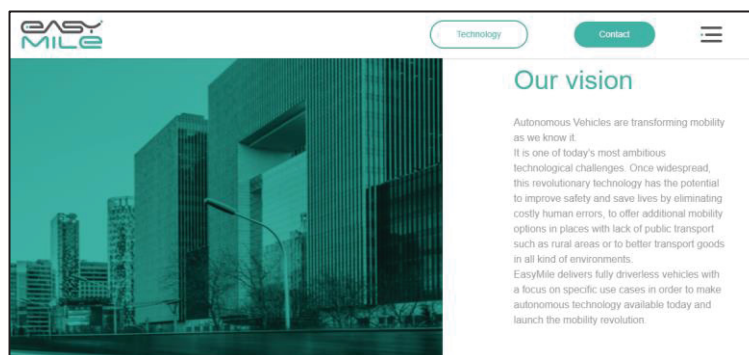 EASY
MILE
Technology
Contact
Our vision
Autonomous Vehicles are transforming mobility
as we know it.
It is one of today's most ambitious
technological challenges. Once widespread,
this revolutionary technology has the potential
to improve safety and save lives by eliminating
costly human errors, to offer additional mobility
options in places with lack of public transport
such as rural areas or to better transport goods
in all kind of environments.
EasyMile delivers fully driverless vehicles with
a focus on specific use cases in order to make
autonomous technology available today and
launch the mobility revolution.